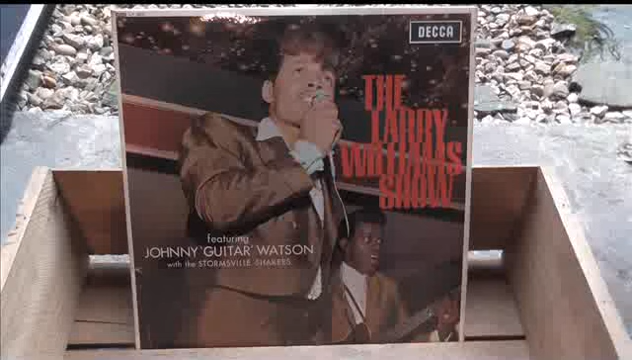 DECCA
THE
LARRY
WILLIAMS
SHOW
featuring
JOHNNY 'GUITAR' WATSON
with the STORMSVILLE SHAKERS